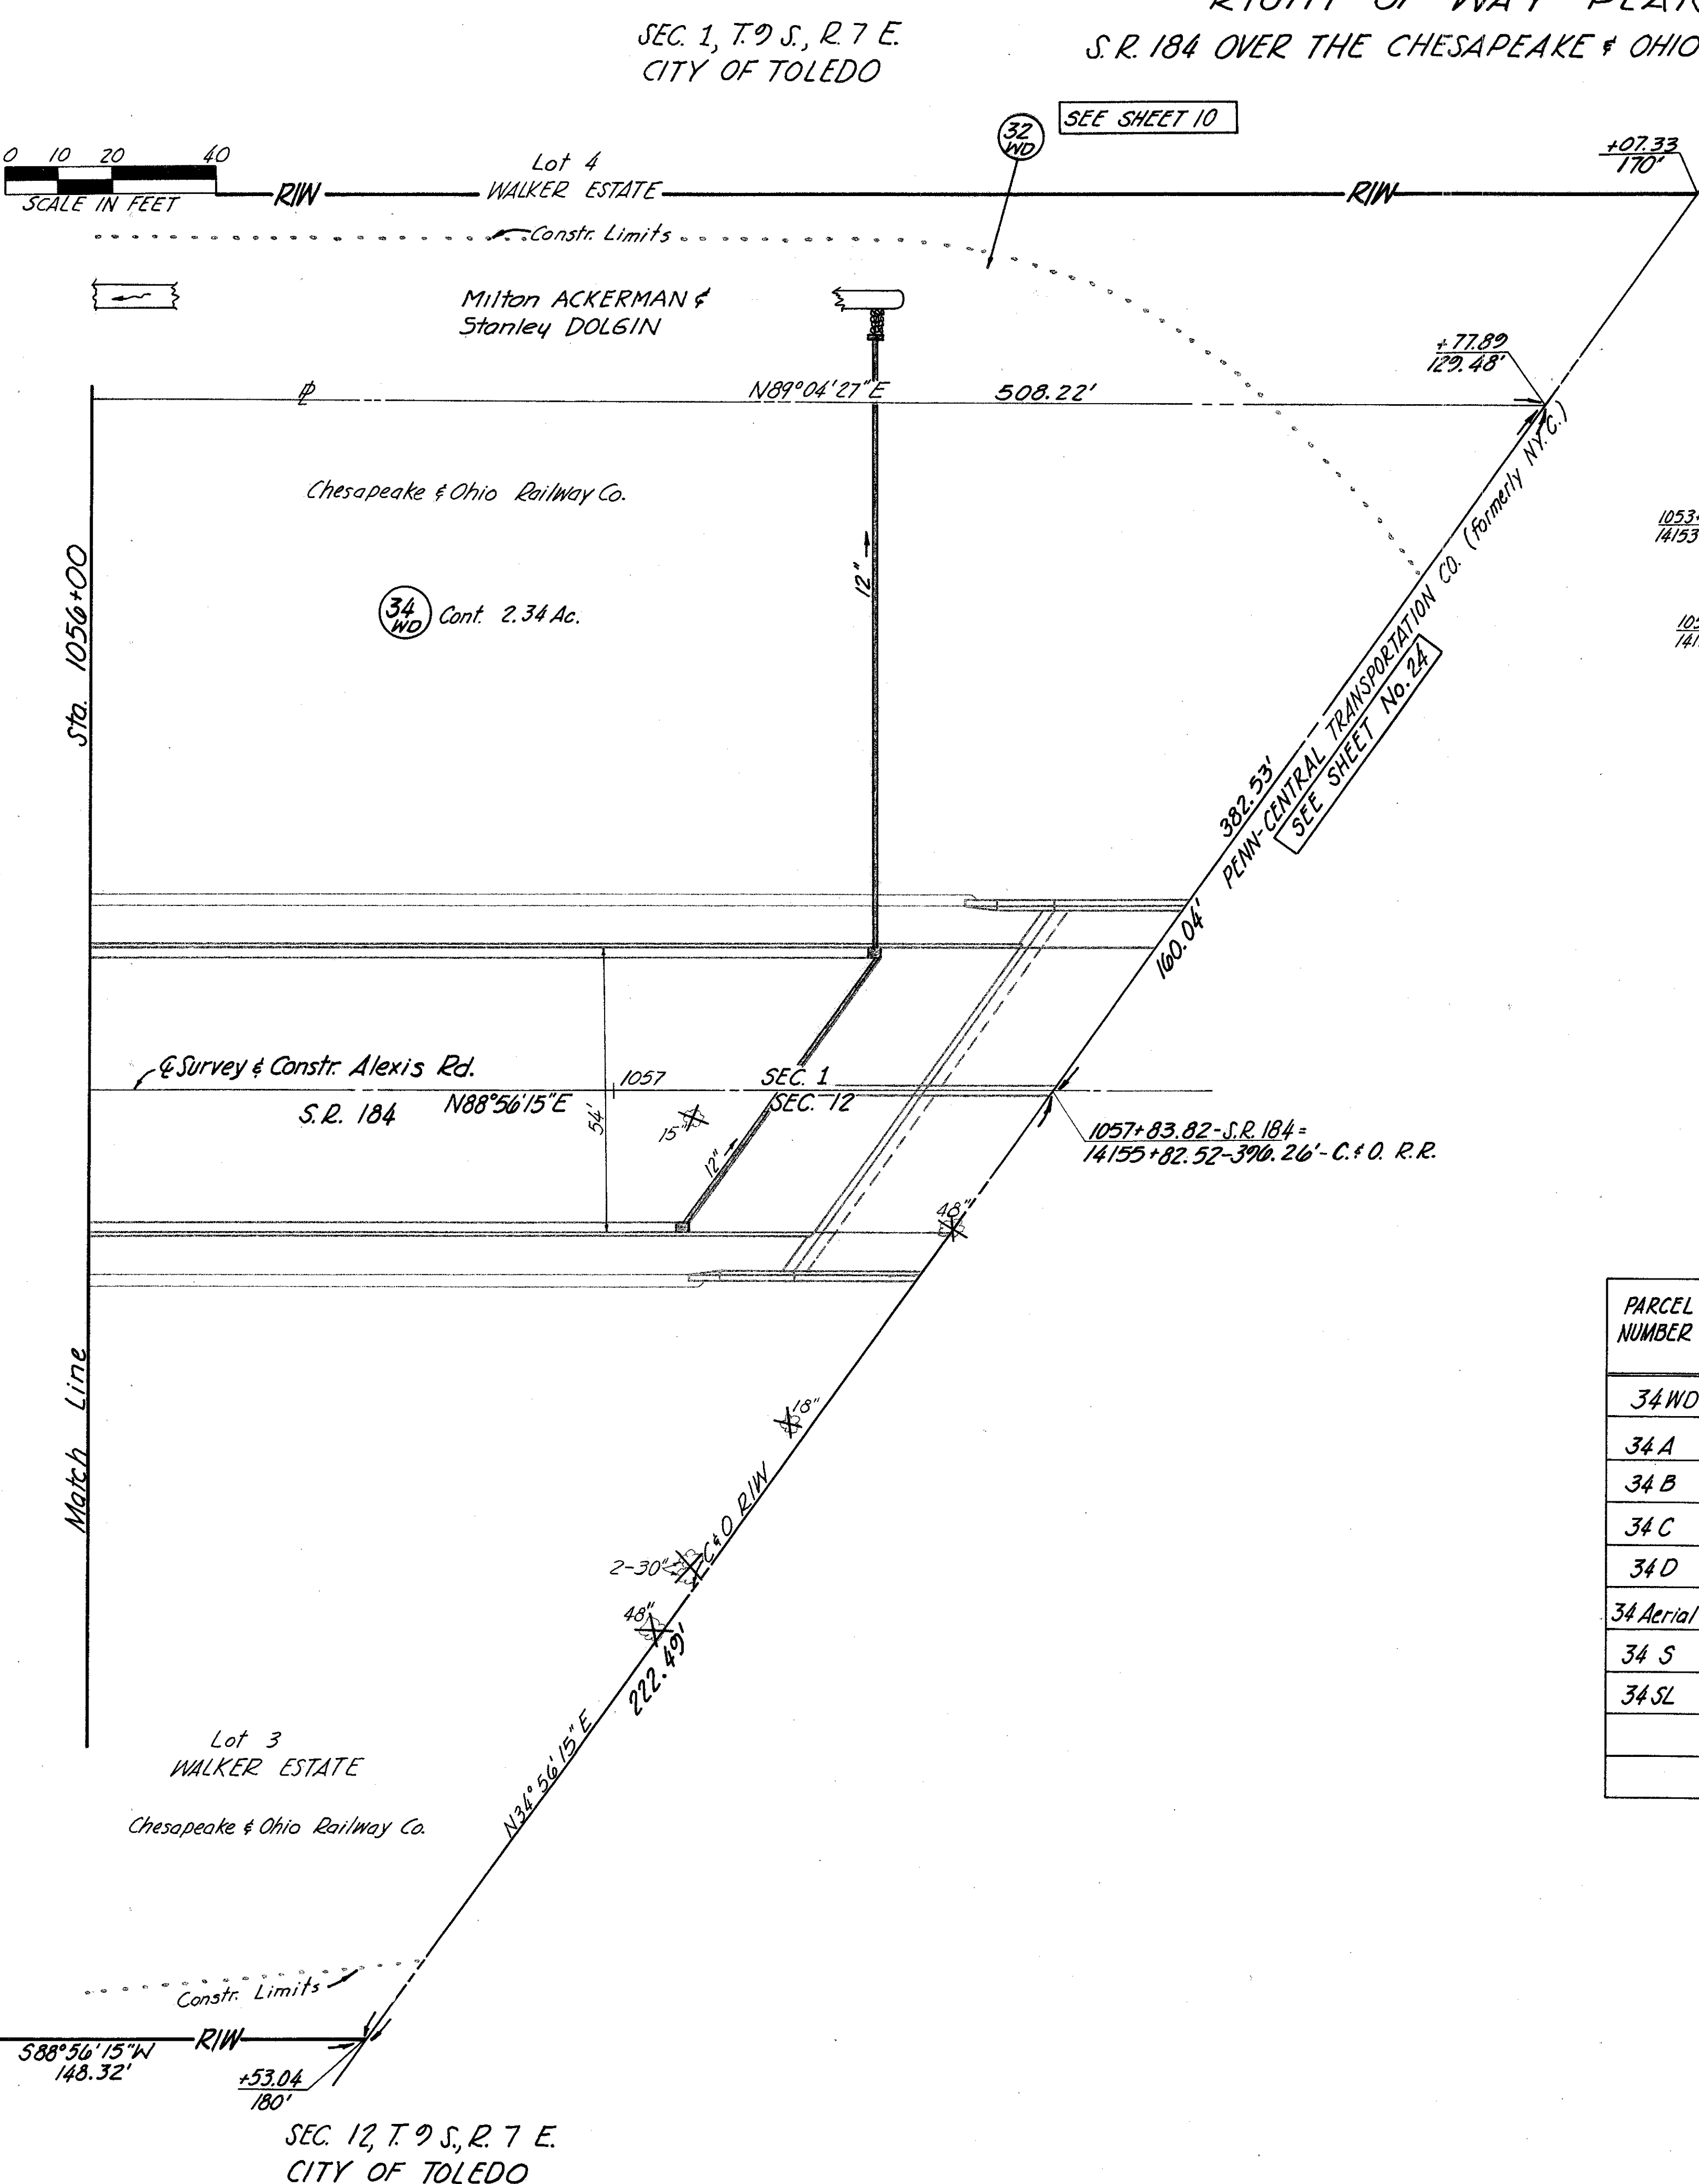 S.R. 184 OVER THE CHESAPEAKE & OHIO
SEC. 1, T. 9 S., R. 7 E.
CITY OF TOLEDO
32
WD
SEE SHEET 10
+07.33
170'
0 10 20 40
SCALE IN FEET
R/W
Lot 4
WALKER ESTATE
R/W
Constr. Limits
Milton ACKERMAN &
Stanley DOLGIN
+77.89
129.48'
N89°04'27"E 508.22'
Chesapeake & Ohio Railway Co.
34
WD
Cont. 2.34 Ac.
12"
Sta. 1056+00
PENN-CENTRAL TRANSPORTATION CO. (formerly N.Y.C.)
SEE SHEET No. 24
382.53'
160.04'
℄ Survey & Constr. Alexis Rd.
S.R. 184 N88°56'15"E
54'
1057
SEC. 1
SEC. 12
15"
12"
1057+83.82-S.R. 184 =
14155+82.52-396.26'-C.&O. R.R.
48"
18"
C&O R/W
2-30"
48"
222.49'
N34°56'15"E
Match Line
Lot 3
WALKER ESTATE
Chesapeake & Ohio Railway Co.
Constr. Limits
R/W
S88°56'15"W
148.32'
+53.04
180'
SEC. 12, T. 9 S., R. 7 E.
CITY OF TOLEDO
PARCEL
NUMBER
34 WD
34 A
34 B
34 C
34 D
34 Aerial
34 S
34 SL